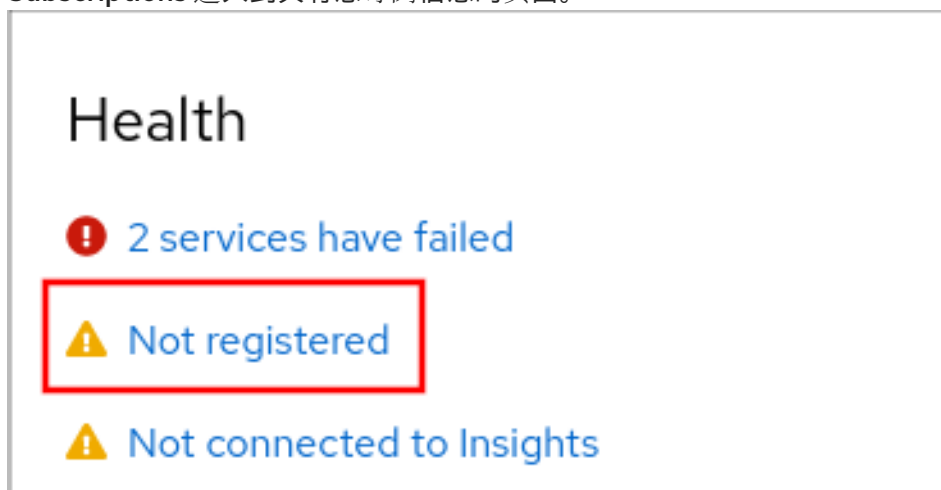 Health
2 services have failed
Not registered
Not connected to Insights